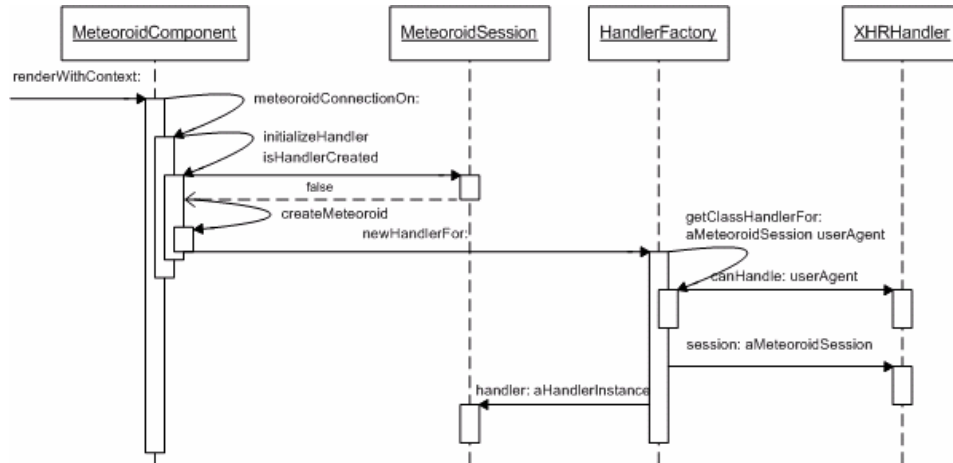 MeteoroidComponent
MeteoroidSession
HandlerFactory
XHRHandler
renderWithContext:
meteoroidConnectionOn:
initializeHandler
isHandlerCreated
false
createMeteoroid
newHandlerFor:
getClassHandlerFor:
aMeteoroidSession userAgent
canHandle: userAgent
session: aMeteoroidSession
handler: aHandlerInstance